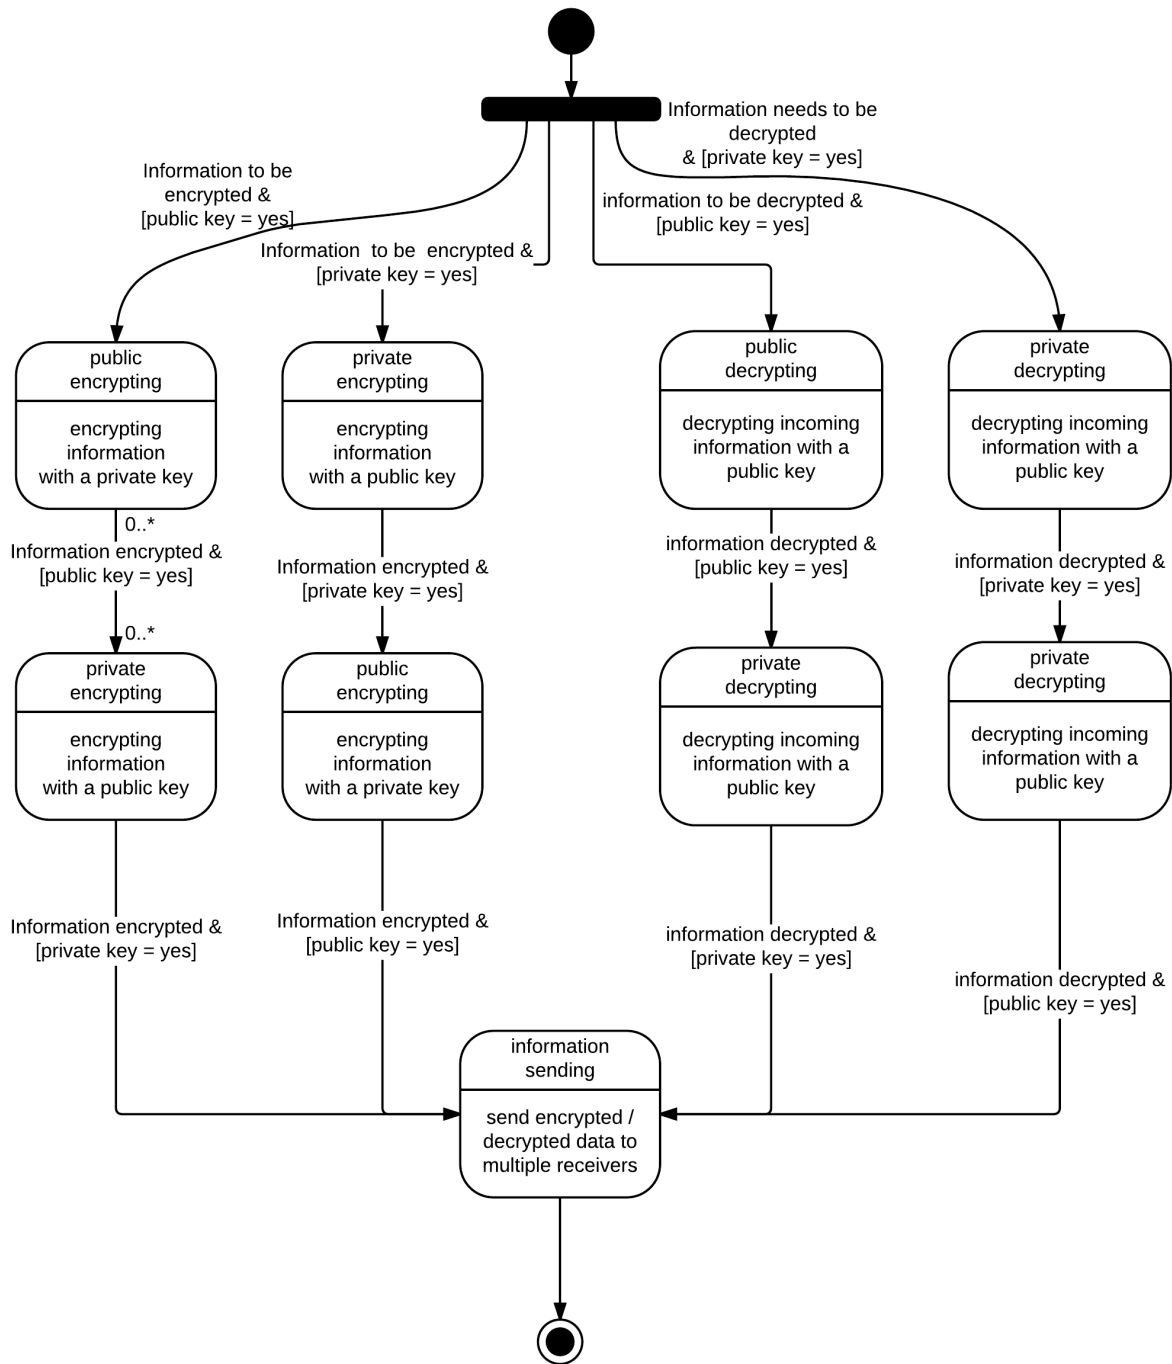 Information needs to be
decrypted
& [private key = yes]
Information to be
encrypted &
[public key = yes]
information to be decrypted &
[public key = yes]
Information  to be  encrypted &
[private key = yes]
public
encrypting
encrypting
information
with a private key
private
encrypting
encrypting
information
with a public key
public
decrypting
decrypting incoming
information with a
public key
private
decrypting
decrypting incoming
information with a
public key
0..*
Information encrypted &
[public key = yes]
0..*
Information encrypted &
[private key = yes]
information decrypted &
[public key = yes]
information decrypted &
[private key = yes]
private
encrypting
encrypting
information
with a public key
public
encrypting
encrypting
information
with a private key
private
decrypting
decrypting incoming
information with a
public key
private
decrypting
decrypting incoming
information with a
public key
Information encrypted &
[private key = yes]
Information encrypted &
[public key = yes]
information decrypted &
[private key = yes]
information decrypted &
[public key = yes]
information
sending
send encrypted /
decrypted data to
multiple receivers